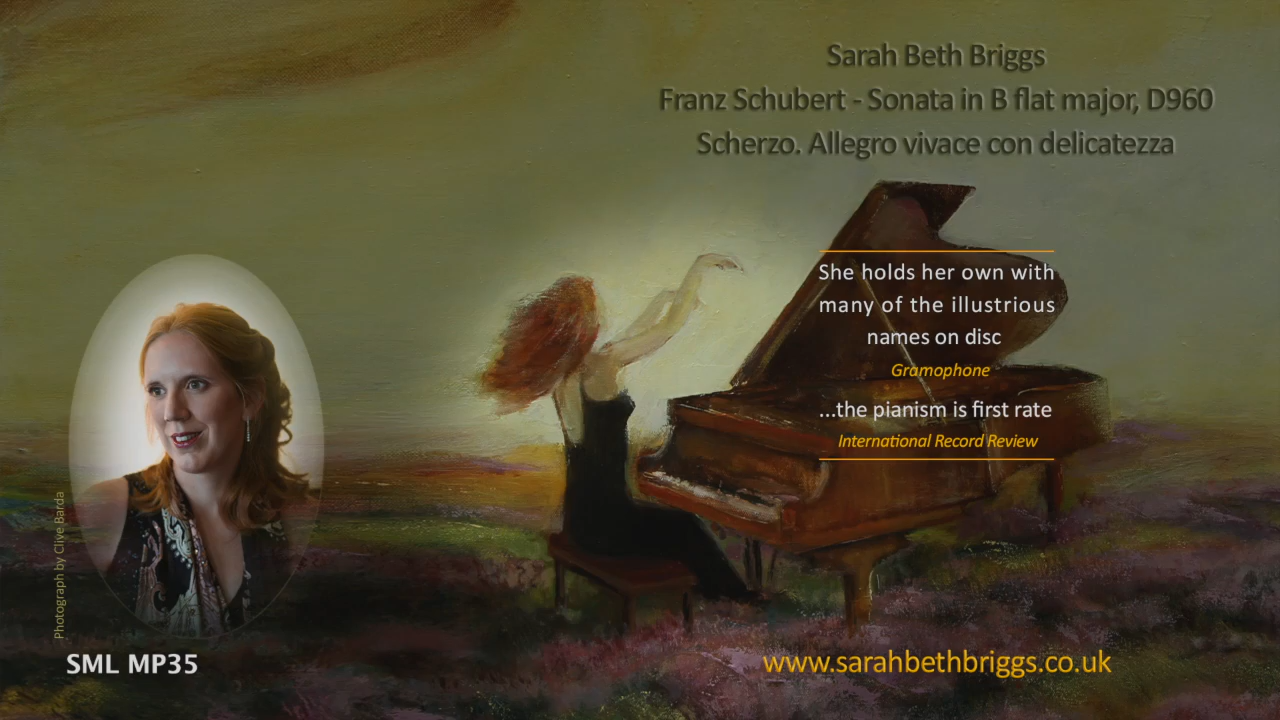 Sarah Beth Briggs
Franz Schubert - Sonata in B flat major, D960
Scherzo. Allegro vivace con delicatezza
She holds her own with
many of the illustrious
names on disc
Gramophone
...the pianism is first rate
International Record Review
Photograph by Clive Barda
SML MP35
www.sarahbethbriggs.co.uk